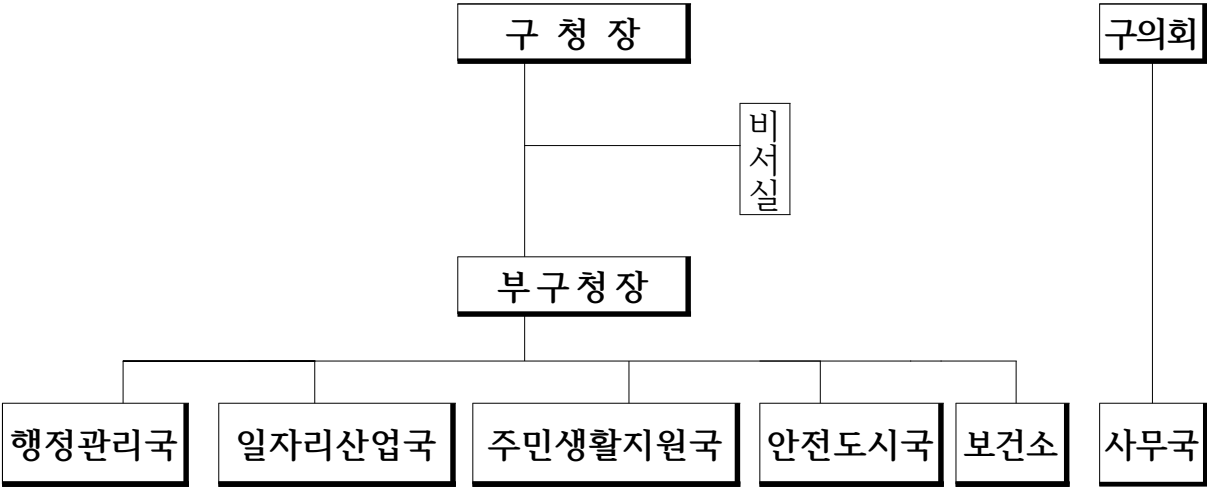 구 청 장
구의회
비서실
부구청장
행정관리국
일자리산업국
주민생활지원국
안전도시국
보건소
사무국